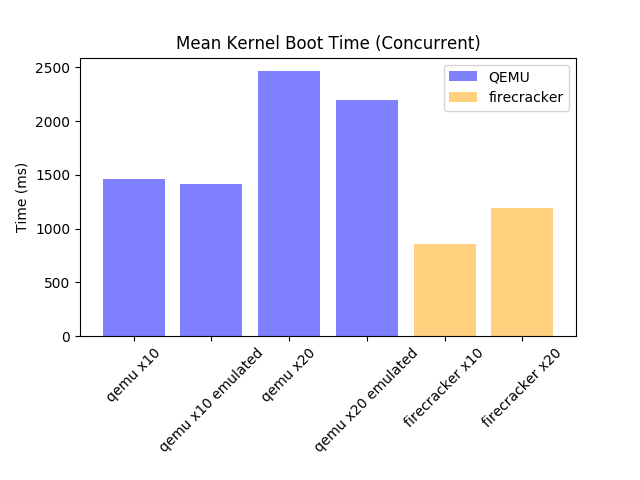 Mean Kernel Boot Time (Concurrent)
Time (ms)
2500
2000
1500
1000
500
0
QEMU
firecracker
qemu x10
qemu x10 emulated
qemu x20
qemu x20 emulated
firecracker x10
firecracker x20